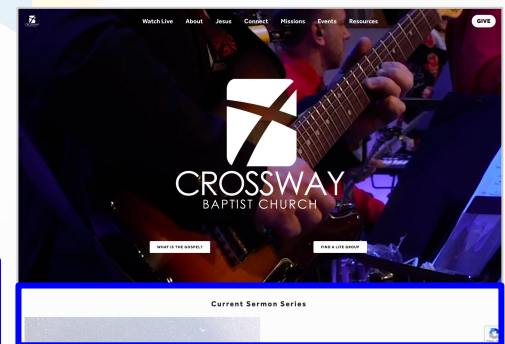 Watch Live About Jesus Connect Missions Events Resources GIVE
CROSSWAY
BAPTIST CHURCH
WHAT IS THE GOSPEL? FIND A LIFE GROUP
Current Sermon Series